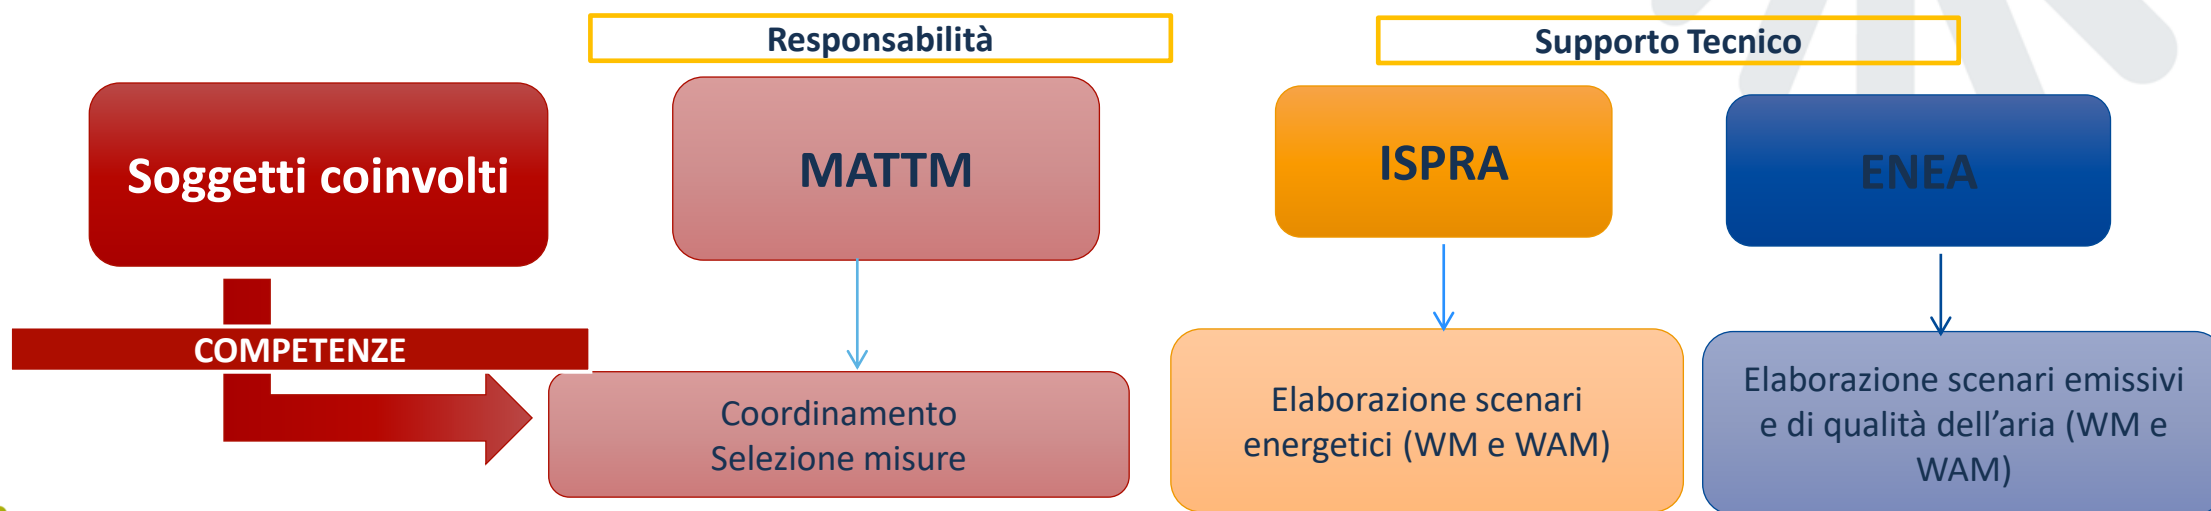 Responsabilità
Supporto Tecnico
Soggetti coinvolti
MATTM
ISPRA
ENEA
COMPETENZE
Coordinamento
Selezione misure
Elaborazione scenari
energetici (WM e WAM)
Elaborazione scenari emissivi
e di qualità dell’aria (WM e
WAM)